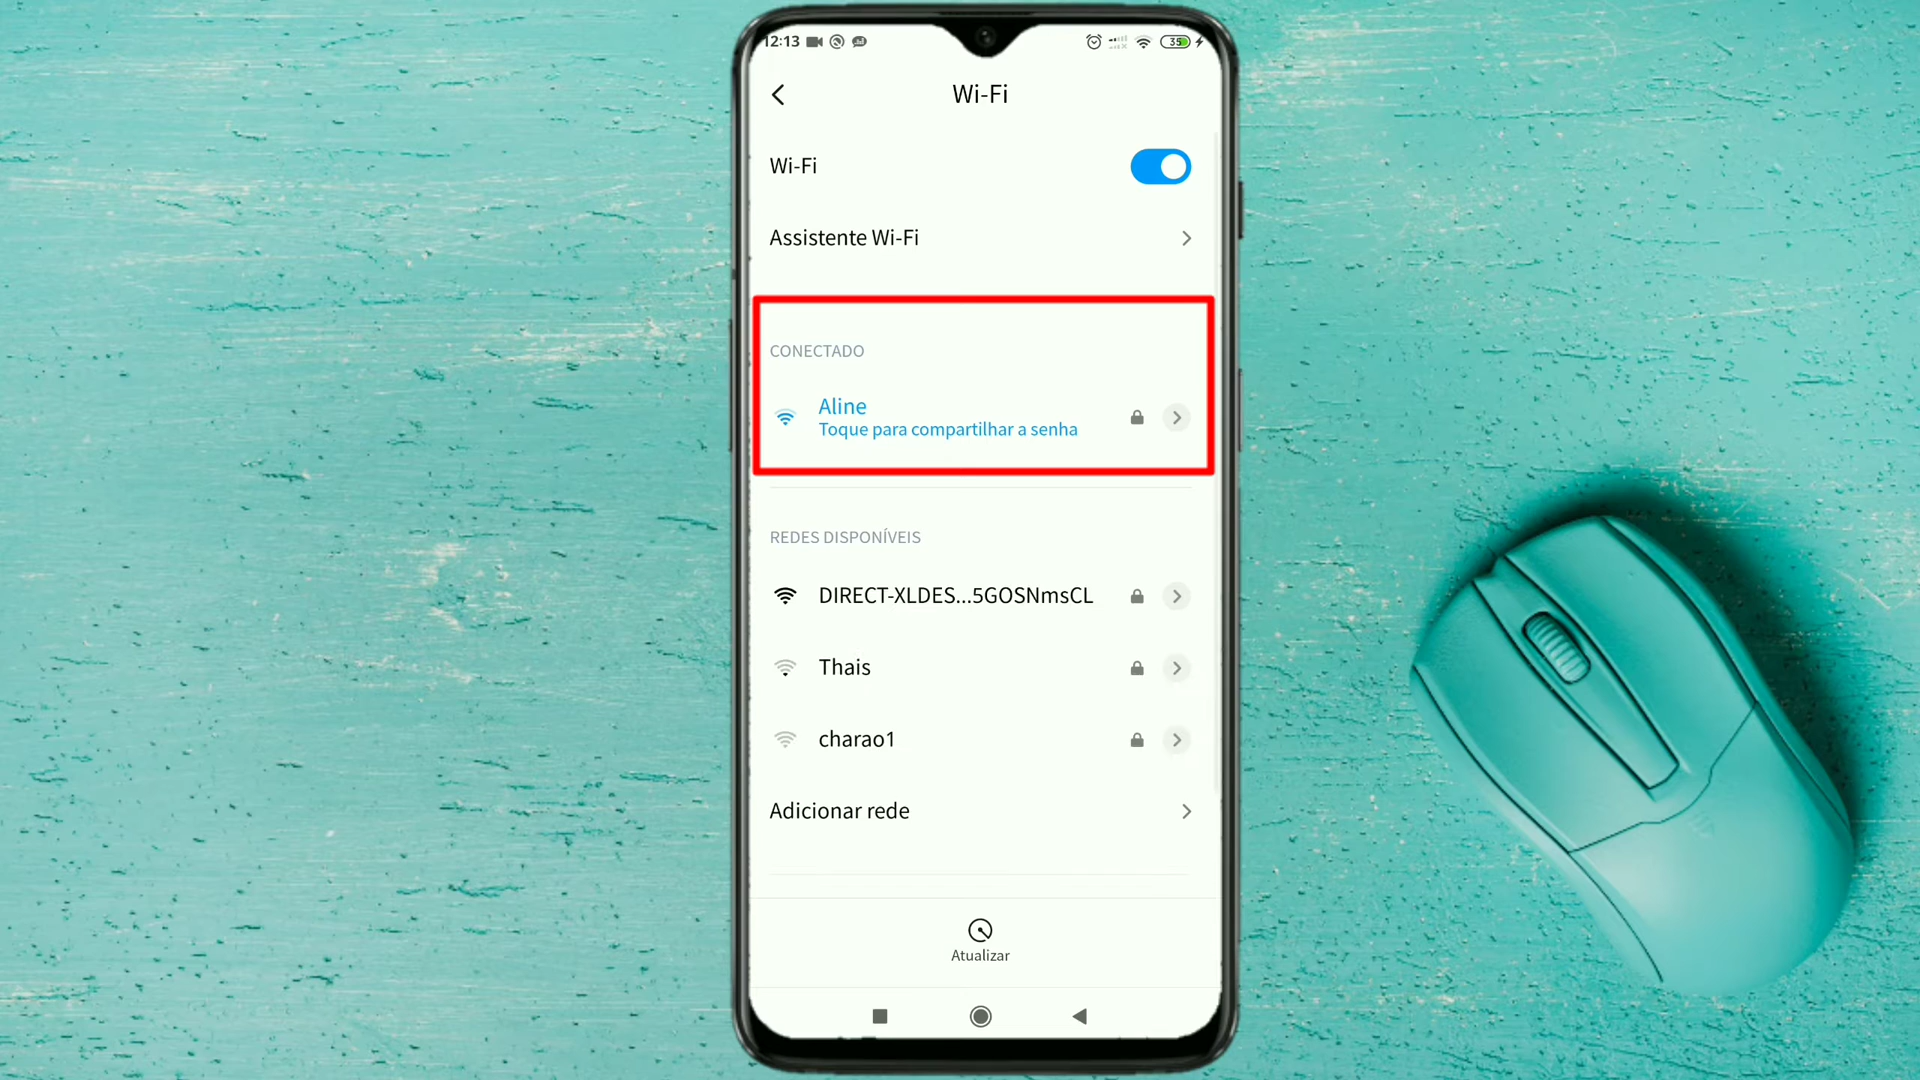 12:13
35
Wi-Fi
Wi-Fi
Assistente Wi-Fi
CONECTADO
Aline
Toque para compartilhar a senha
REDES DISPONÍVEIS
DIRECT-XLDES...5GOSNmsCL
Thais
charao1
Adicionar rede
Atualizar